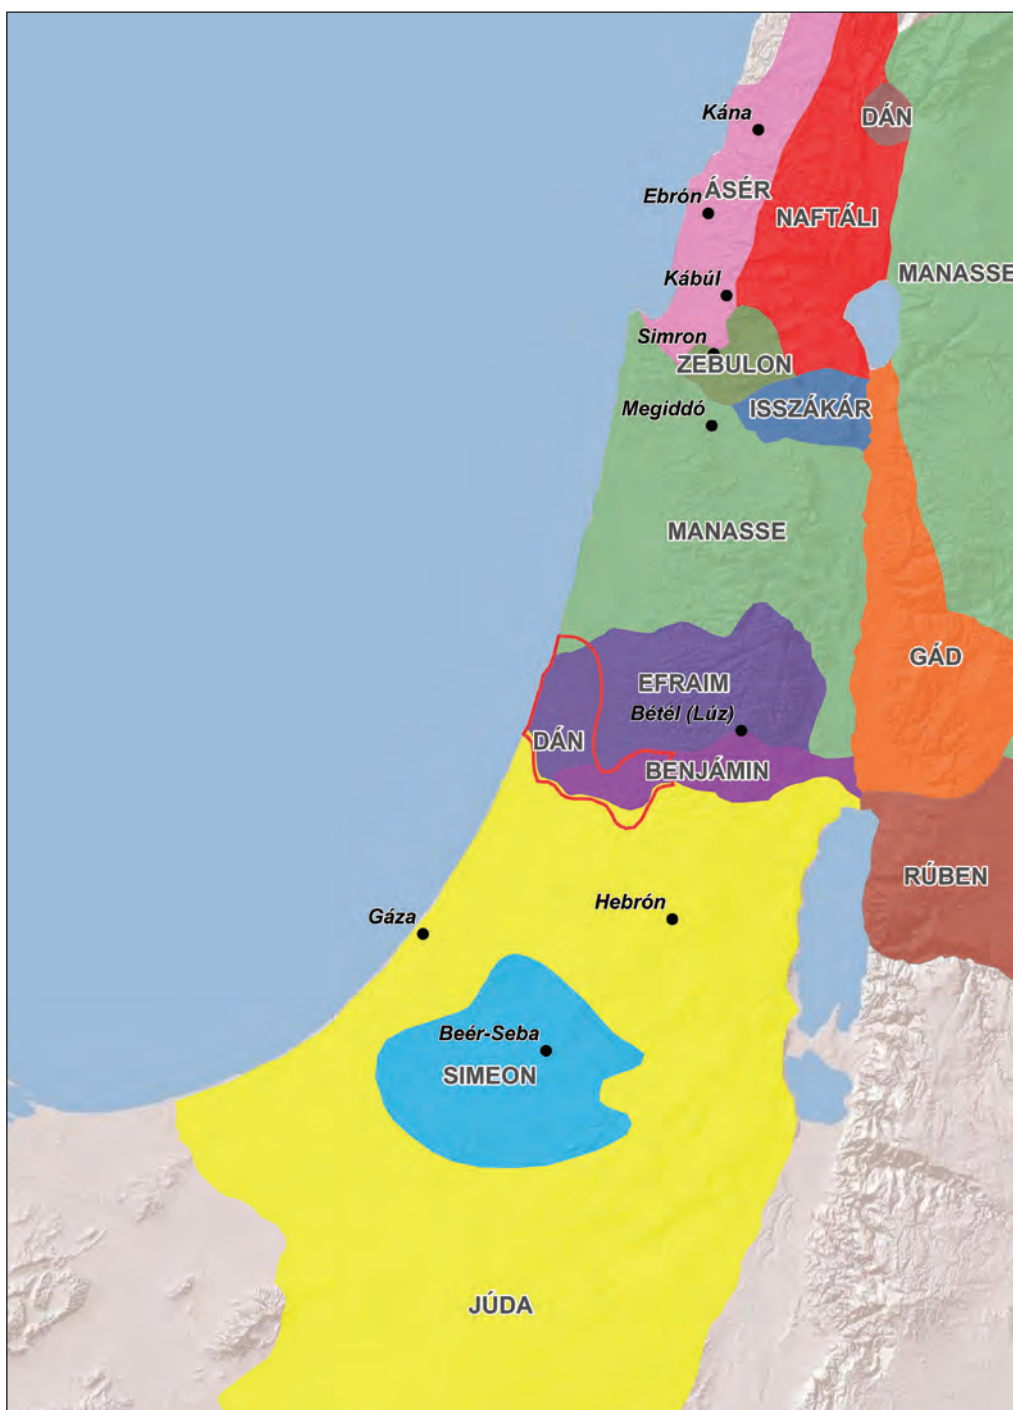 Kána
DÁN
Ebrón
ÁSÉR
NAFTÁLI
MANASSE
Kábúl
Simron
ZEBULON
Megiddó
ISSZÁKÁR
MANASSE
GÁD
EFRAIM
Bétél (Lúz)
DÁN
BENJÁMIN
RÚBEN
Hebrón
Gáza
Beér-Seba
SIMEON
JÚDA